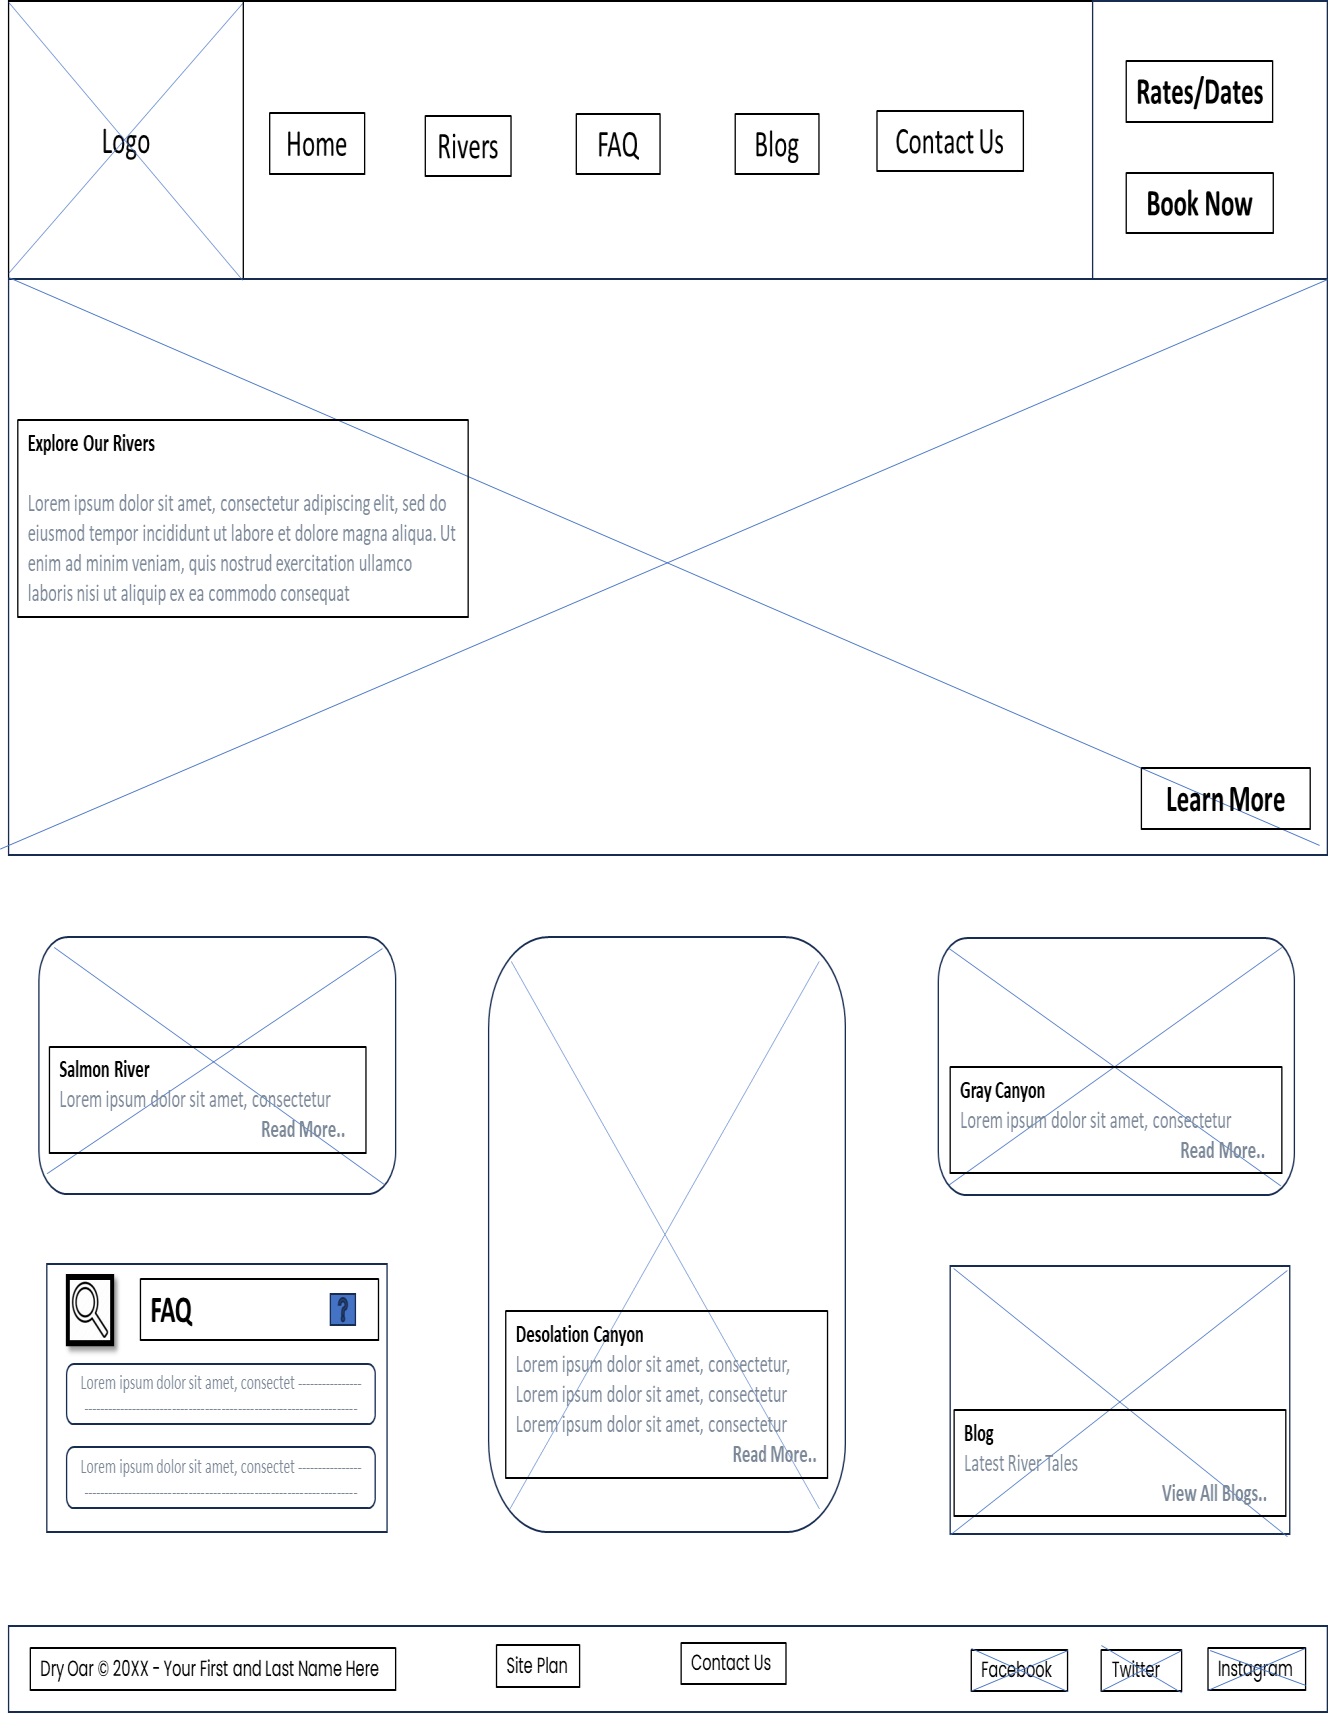 Logo
Home
Rivers
FAQ
Blog
Contact Us
Rates/Dates
Book Now
Explore Our Rivers
Lorem ipsum dolor sit amet, consectetur adipiscing elit, sed do
eiusmod tempor incididunt ut labore et dolore magna aliqua. Ut
enim ad minim veniam, quis nostrud exercitation ullamco
laboris nisi ut aliquip ex ea commodo consequat
Learn More
Salmon River
Lorem ipsum dolor sit amet, consectetur
Read More..
Desolation Canyon
Lorem ipsum dolor sit amet, consectetur,
Lorem ipsum dolor sit amet, consectetur
Lorem ipsum dolor sit amet, consectetur
Read More..
Gray Canyon
Lorem ipsum dolor sit amet, consectetur
Read More..
FAQ ?
Lorem ipsum dolor sit amet, consectet ----------------
--------------------------------------------------------------------
Lorem ipsum dolor sit amet, consectet ----------------
--------------------------------------------------------------------
Blog
Latest River Tales
View All Blogs..
Dry Oar © 20XX - Your First and Last Name Here
Site Plan
Contact Us
Facebook
Twitter
Instagram